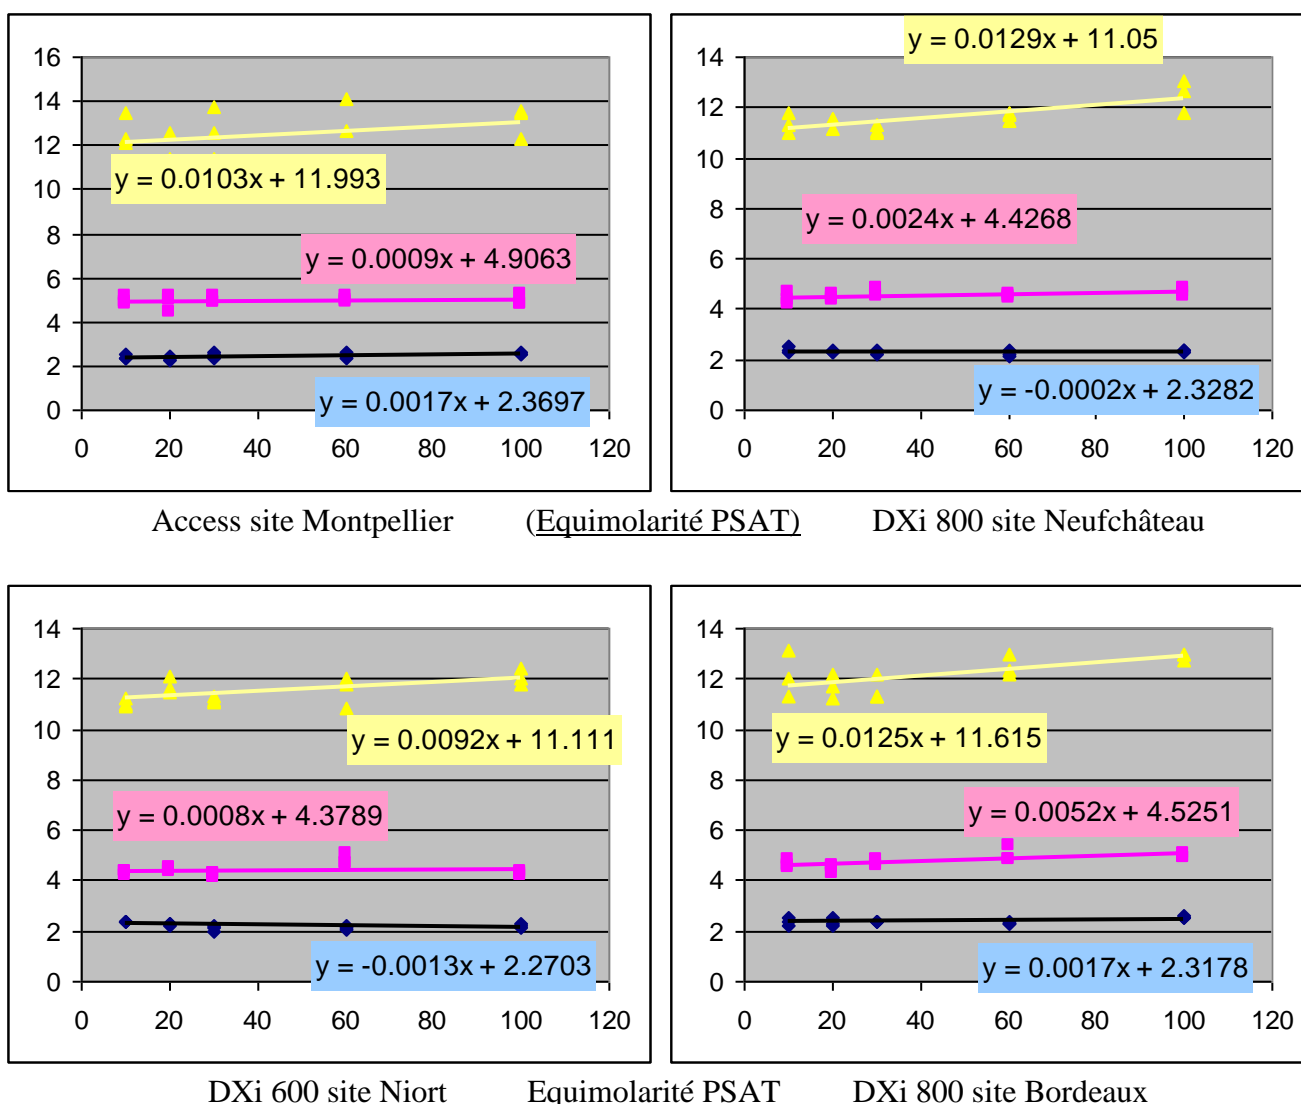 y = 0.0103x + 11.993
y = 0.0009x + 4.9063
y = 0.0017x + 2.3697
16
14
12
10
8
6
4
2
0
0 20 40 60 80 100 120
y = 0.0129x + 11.05
y = 0.0024x + 4.4268
y = -0.0002x + 2.3282
14
12
10
8
6
4
2
0
0 20 40 60 80 100 120
Access site Montpellier (Equimolarité PSAT) DXi 800 site Neufchâteau
y = 0.0092x + 11.111
y = 0.0008x + 4.3789
y = -0.0013x + 2.2703
14
12
10
8
6
4
2
0
0 20 40 60 80 100 120
y = 0.0125x + 11.615
y = 0.0052x + 4.5251
y = 0.0017x + 2.3178
14
12
10
8
6
4
2
0
0 20 40 60 80 100 120
DXi 600 site Niort Equimolarité PSAT DXi 800 site Bordeaux